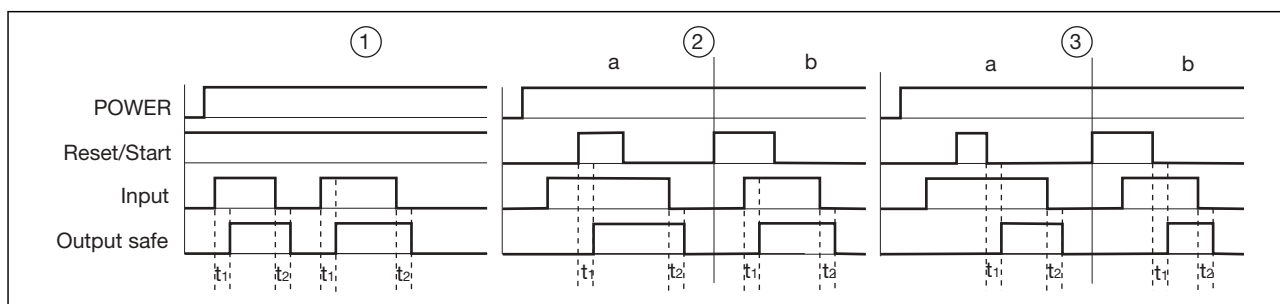 ① ② ③
a b a b
POWER
Reset/Start
Input
Output safe
t1 t2 t1 t2 t1 t2 t1 t2 t1 t2 t1 t2